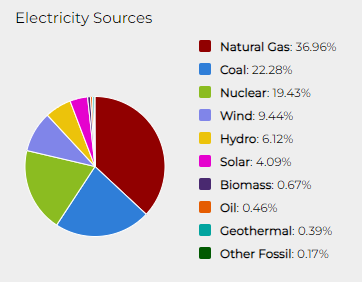 Electricity Sources
Natural Gas: 36.96%
Coal: 22.28%
Nuclear: 19.43%
Wind: 9.44%
Hydro: 6.12%
Solar: 4.09%
Biomass: 0.67%
Oil: 0.46%
Geothermal: 0.39%
Other Fossil: 0.17%